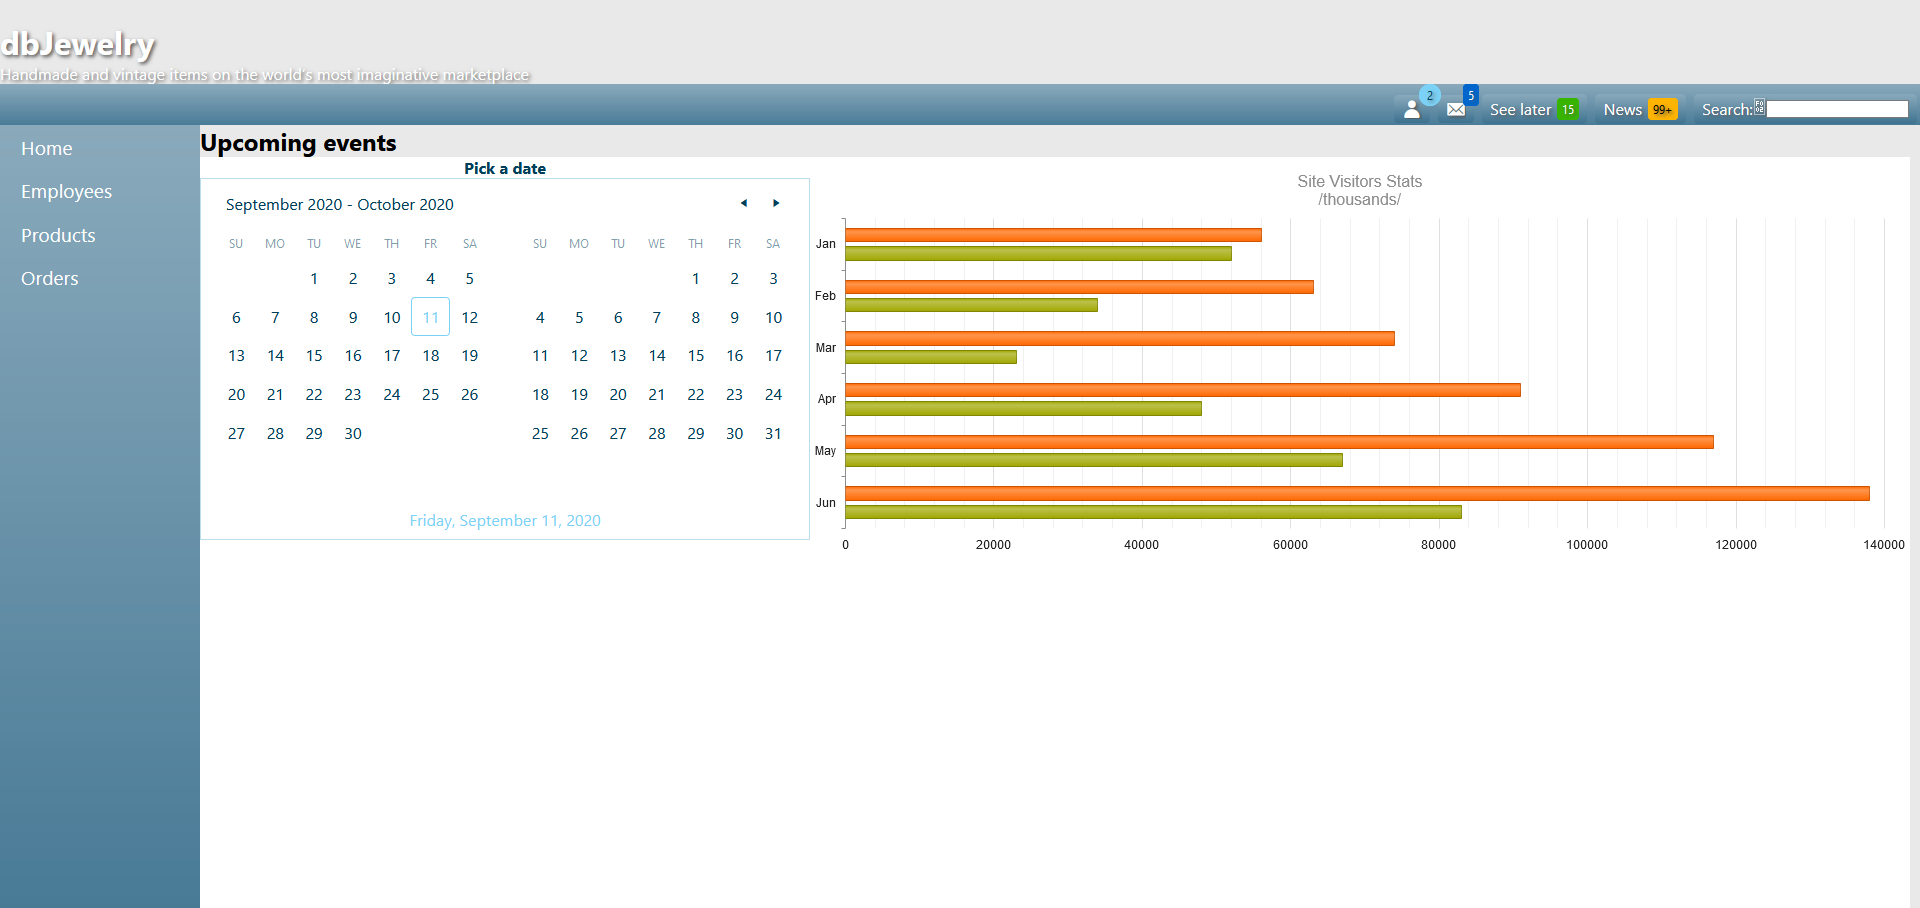 dbJewelry
Handmade and vintage items on the world's most imaginative marketplace
2
5
See later 15
News 99+
Search:
Home
Employees
Products
Orders
Upcoming events
Pick a date
September 2020 - October 2020
SU MO TU WE TH FR SA
1 2 3 4 5
6 7 8 9 10 11 12
13 14 15 16 17 18 19
20 21 22 23 24 25 26
27 28 29 30
SU MO TU WE TH FR SA
1 2 3
4 5 6 7 8 9 10
11 12 13 14 15 16 17
18 19 20 21 22 23 24
25 26 27 28 29 30 31
Friday, September 11, 2020
Site Visitors Stats
/thousands/
Jan
Feb
Mar
Apr
May
Jun
0 20000 40000 60000 80000 100000 120000 140000